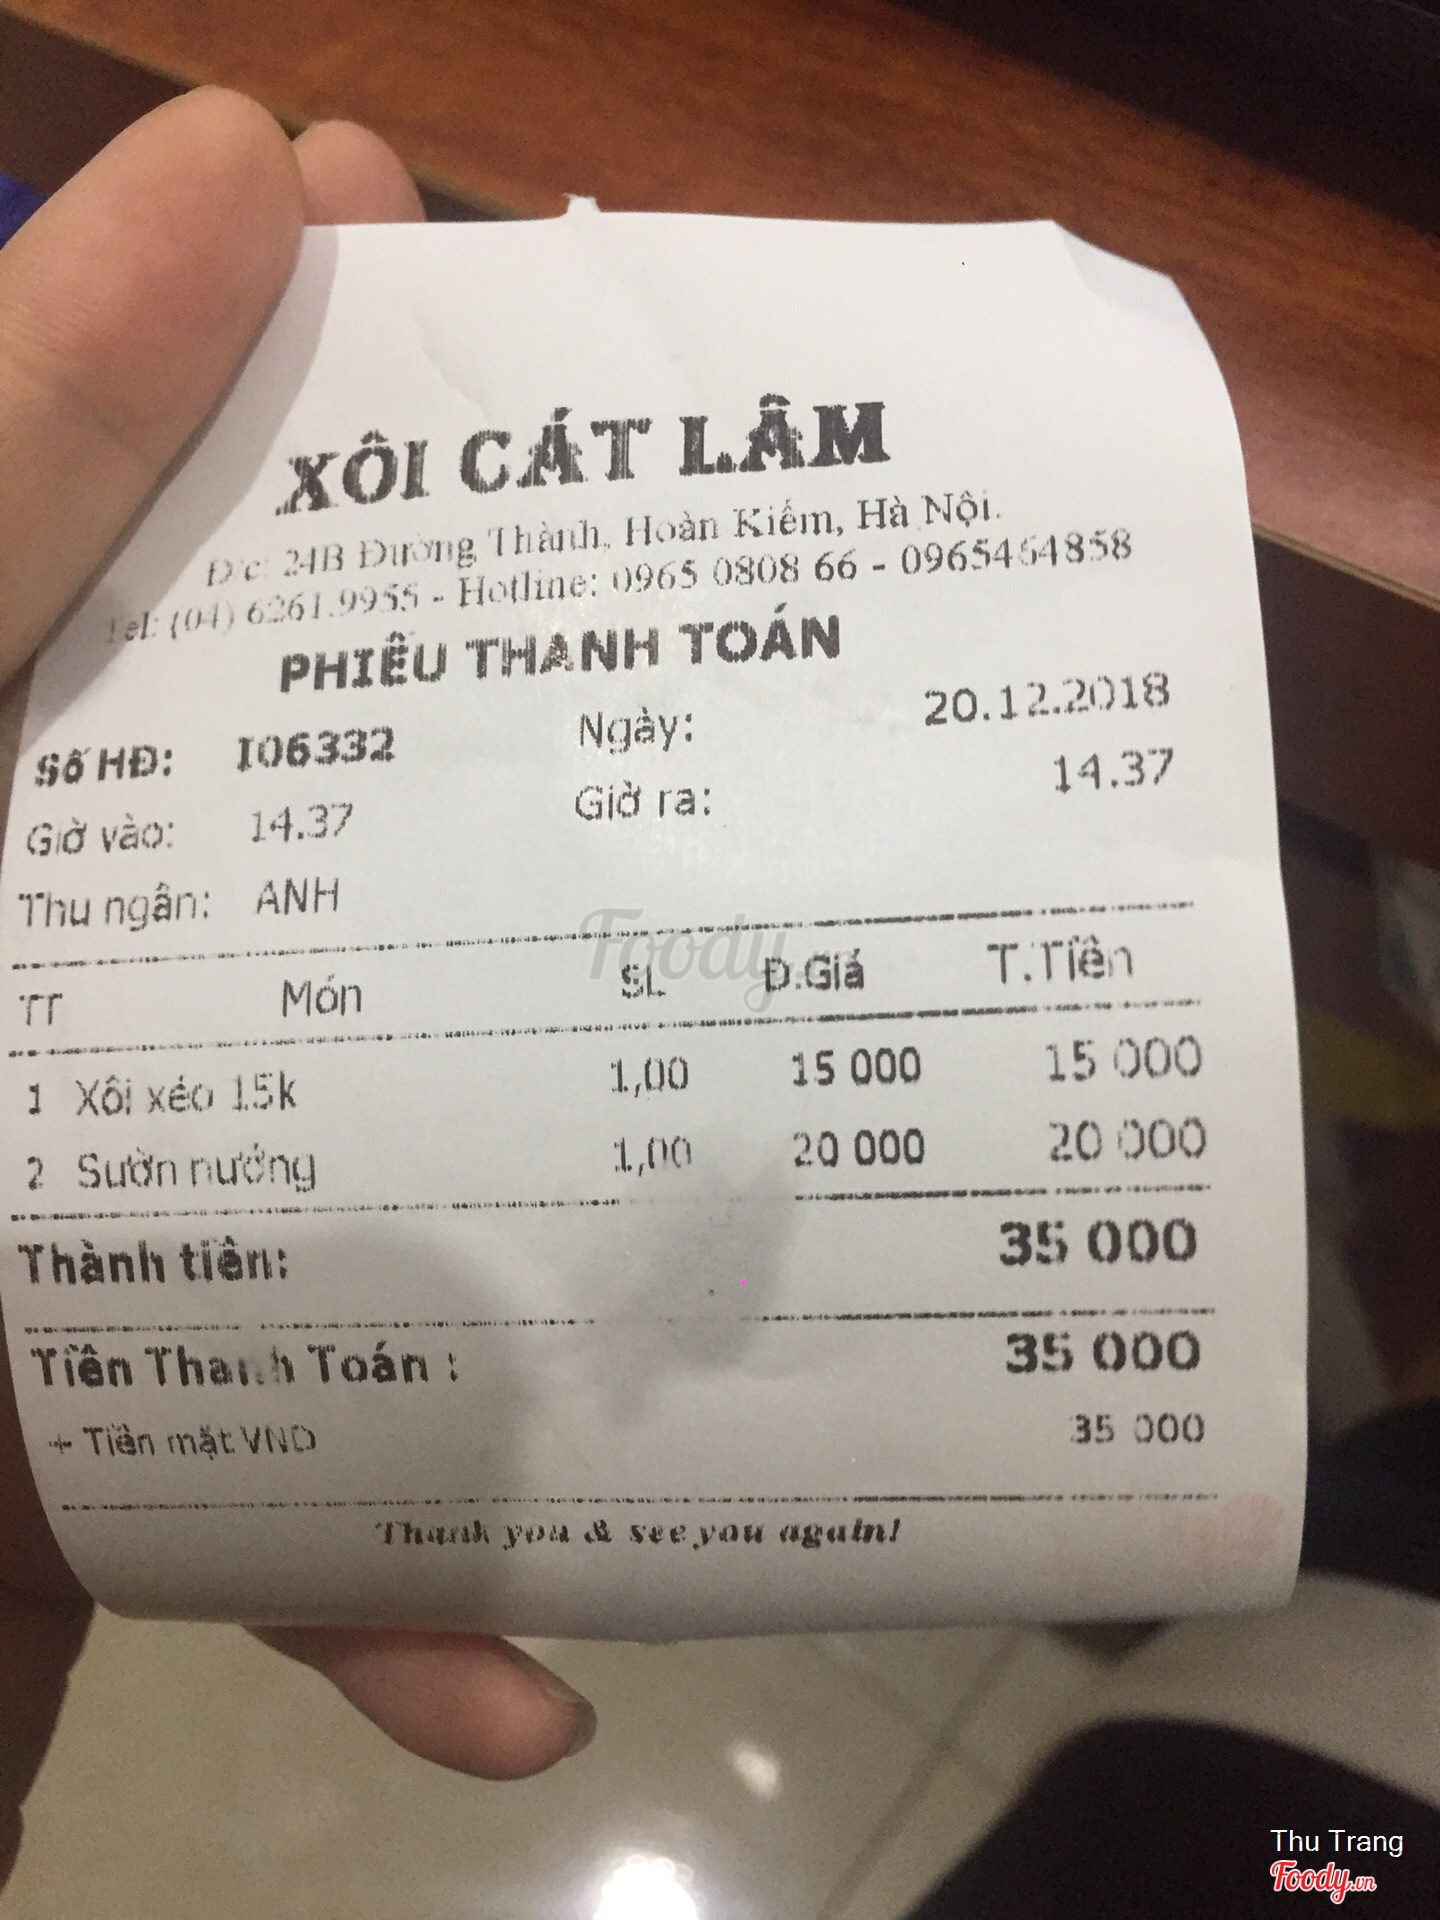 XÔI CÁT LÂM
Đ/c: 24B Đường Thành, Hoàn Kiếm, Hà Nội.
Tel: (04) 6261.9955 - Hotline: 0965 0808 66 - 0965464858
PHIẾU THANH TOÁN
Số HĐ: I06332 Ngày: 20.12.2018
Giờ vào: 14.37 Giờ ra: 14.37
Thu ngân: ANH
TT Món SL Đ.Giá T.Tiền
1 Xôi xéo 15k 1,00 15 000 15 000
2 Sườn nướng 1,00 20 000 20 000
Thành tiền: 35 000
Tiền Thanh Toán : 35 000
+ Tiền mặt VND 35 000
Thank you & see you again!
Foody.vn
Thu Trang
Foody.vn